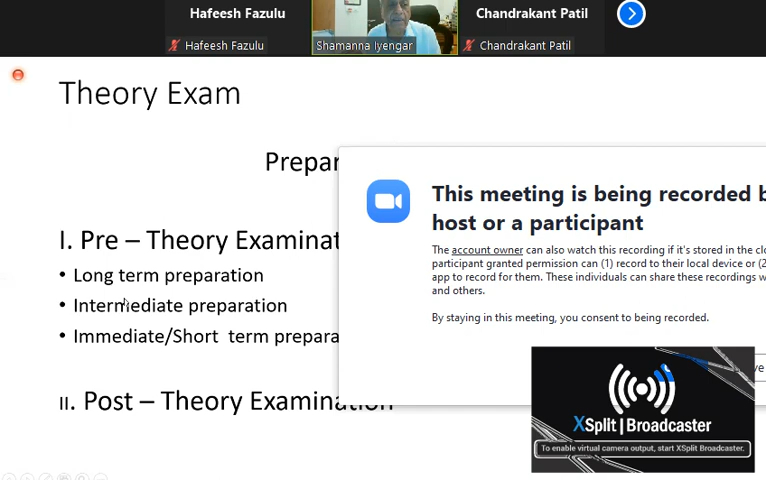 Hafeesh Fazulu
Chandrakant Patil
Hafeesh Fazulu
Shamanna Iyengar
Chandrakant Patil
Theory Exam
Prepar
I. Pre – Theory Examinat
• Long term preparation
• Intermediate preparation
• Immediate/Short term prepara
II. Post – Theory Examination
This meeting is being recorded b
host or a participant
The account owner can also watch this recording if it's stored in the clo
participant granted permission can (1) record to their local device or (2
app to record for them. These individuals can share these recordings w
and others.
By staying in this meeting, you consent to being recorded.
ve
XSplit | Broadcaster
To enable virtual camera output, start XSplit Broadcaster.